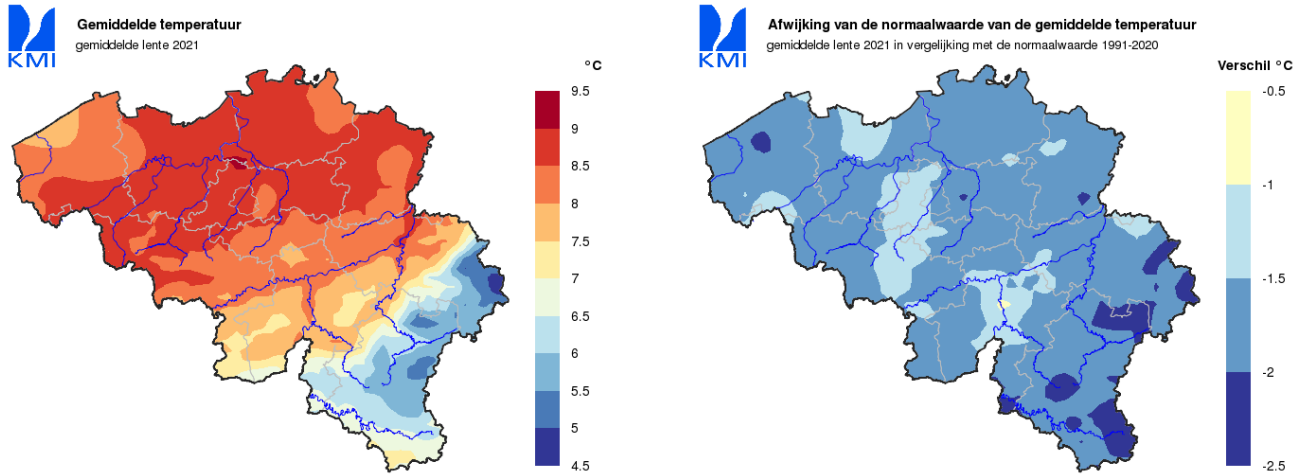 KMI
Gemiddelde temperatuur
gemiddelde lente 2021
°C
9.5
9
8.5
8
7.5
7
6.5
6
5.5
5
4.5
KMI
Afwijking van de normaalwaarde van de gemiddelde temperatuur
gemiddelde lente 2021 in vergelijking met de normaalwaarde 1991-2020
Verschil °C
-0.5
-1
-1.5
-2
-2.5